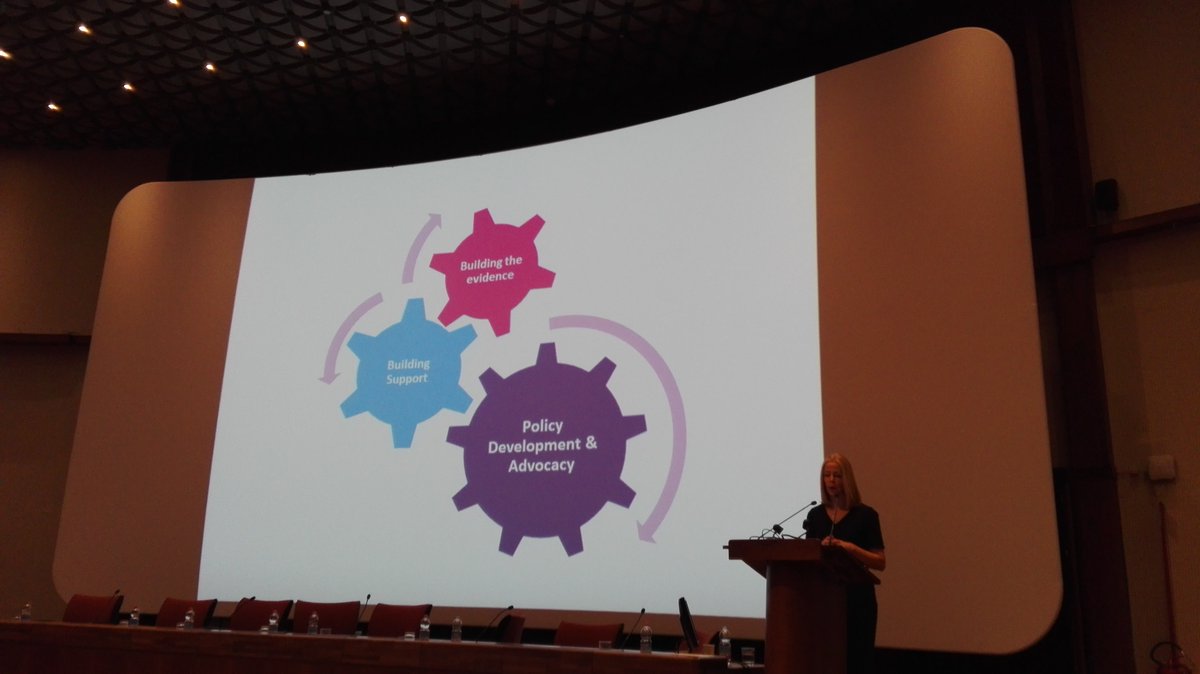 Building the
evidence
Building
Support
Policy
Development &
Advocacy